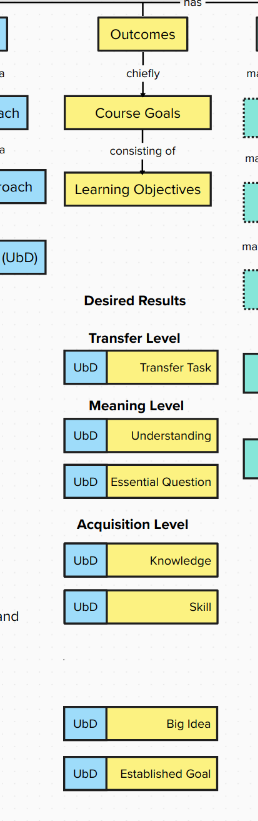 has
Outcomes
a
chiefly
ma
ach
Course Goals
a
consisting of
ma
roach
Learning Objectives
(UbD)
ma
Desired Results
Transfer Level
UbD Transfer Task
Meaning Level
UbD Understanding
UbD Essential Question
Acquisition Level
UbD Knowledge
UbD Skill
and
UbD Big Idea
UbD Established Goal